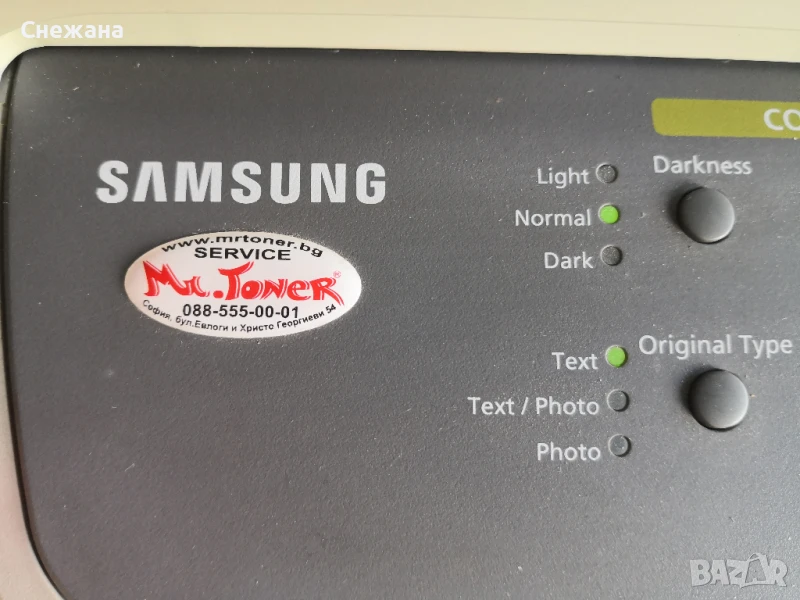 Снежана
CO
SAMSUNG
Light
Darkness
Normal
Dark
www.mrtoner.bg
SERVICE
Mr. Toner®
088-555-00-01
София, бул.Евлоги и Христо Георгиеви 54
Text
Original Type
Text / Photo
Photo
BAZAR